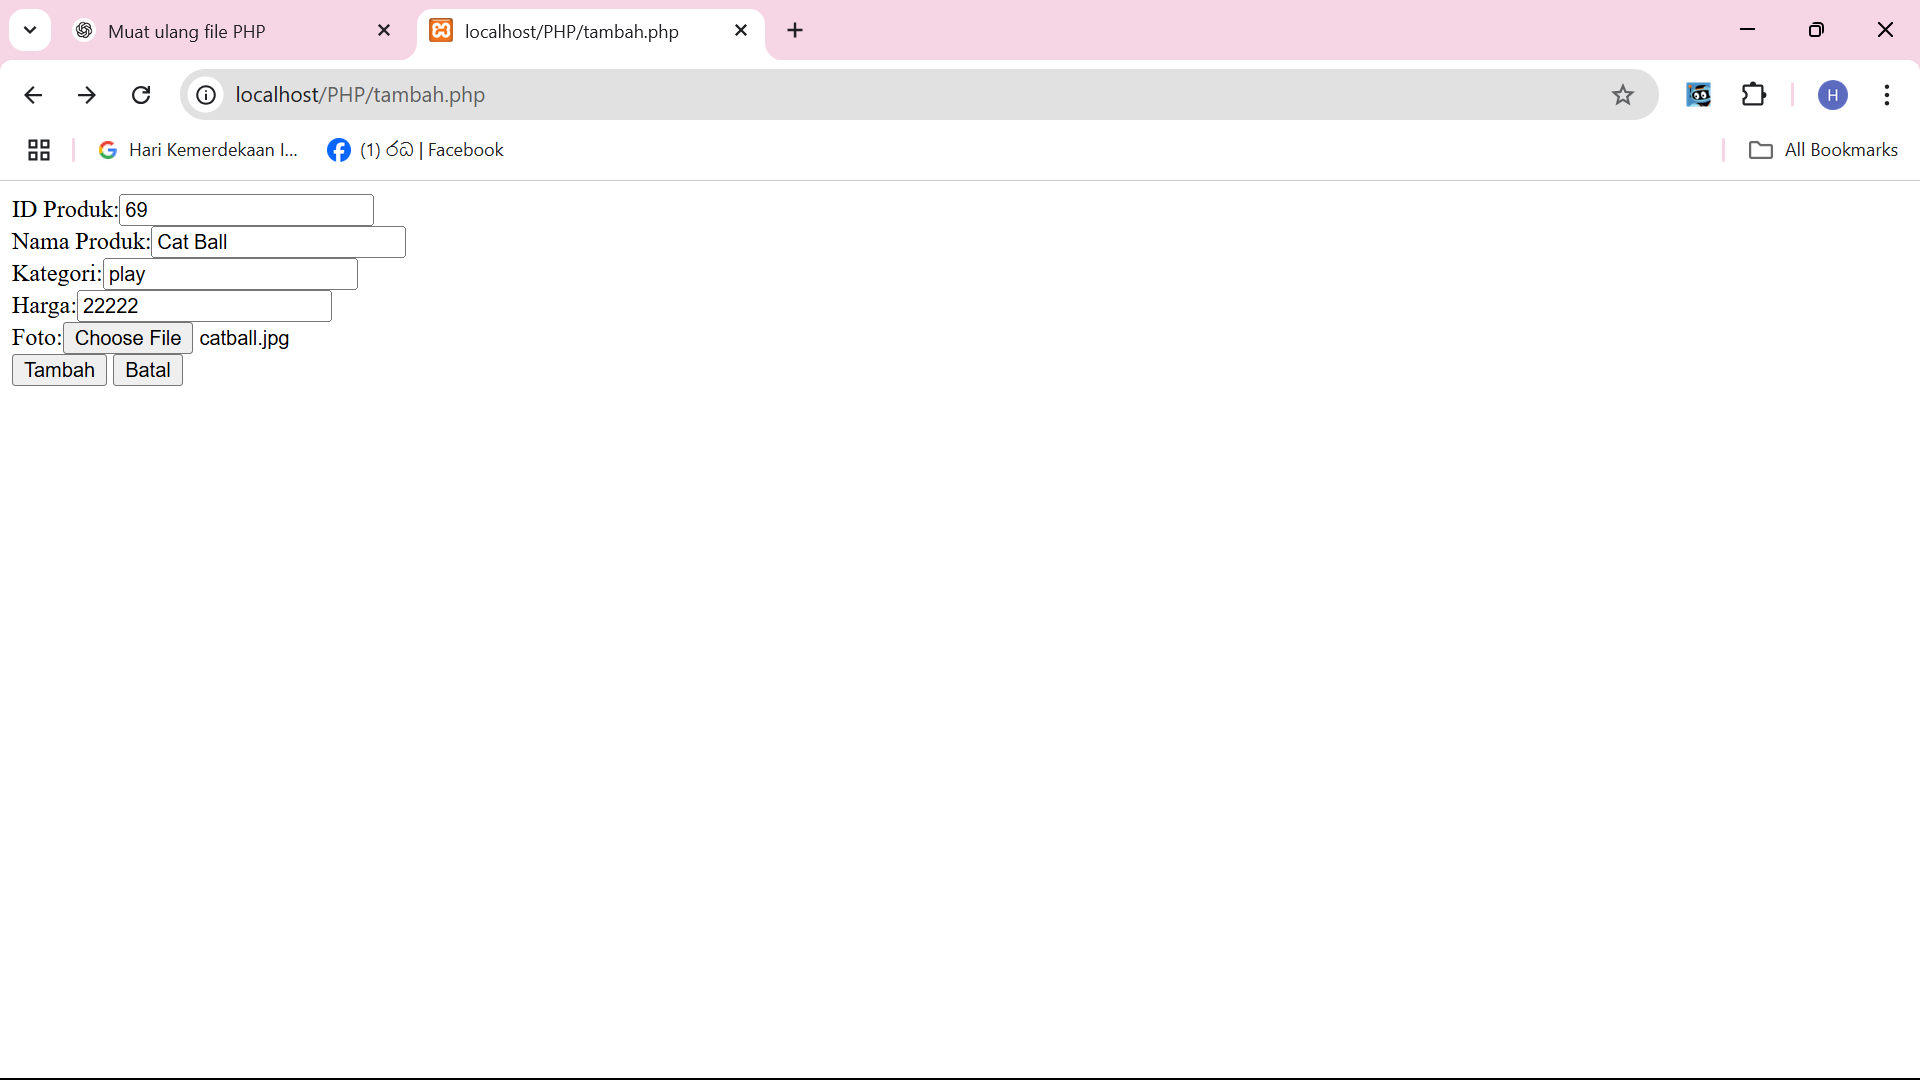 Muat ulang file PHP
localhost/PHP/tambah.php
localhost/PHP/tambah.php
H
Hari Kemerdekaan I...
(1) රධ | Facebook
All Bookmarks
ID Produk: 69
Nama Produk: Cat Ball
Kategori: play
Harga: 22222
Foto: Choose File catball.jpg
Tambah Batal